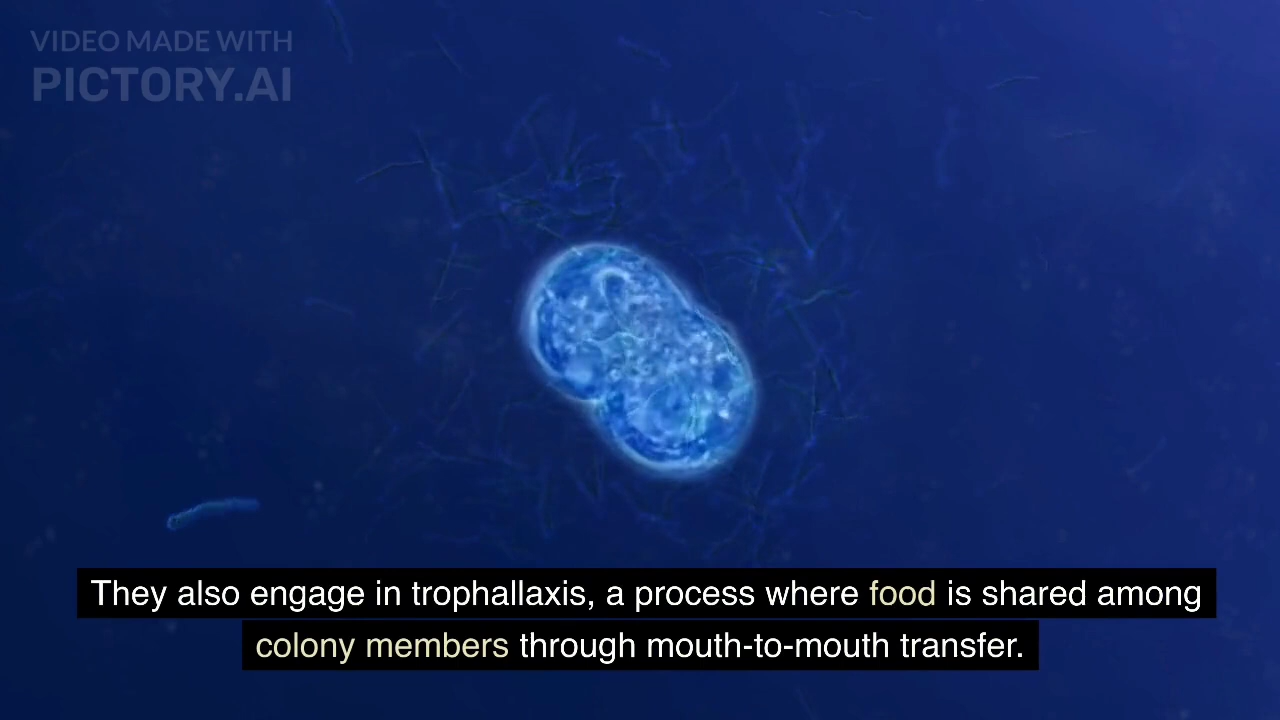 VIDEO MADE WITH
PICTORY.AI
They also engage in trophallaxis, a process where food is shared among
colony members through mouth-to-mouth transfer.